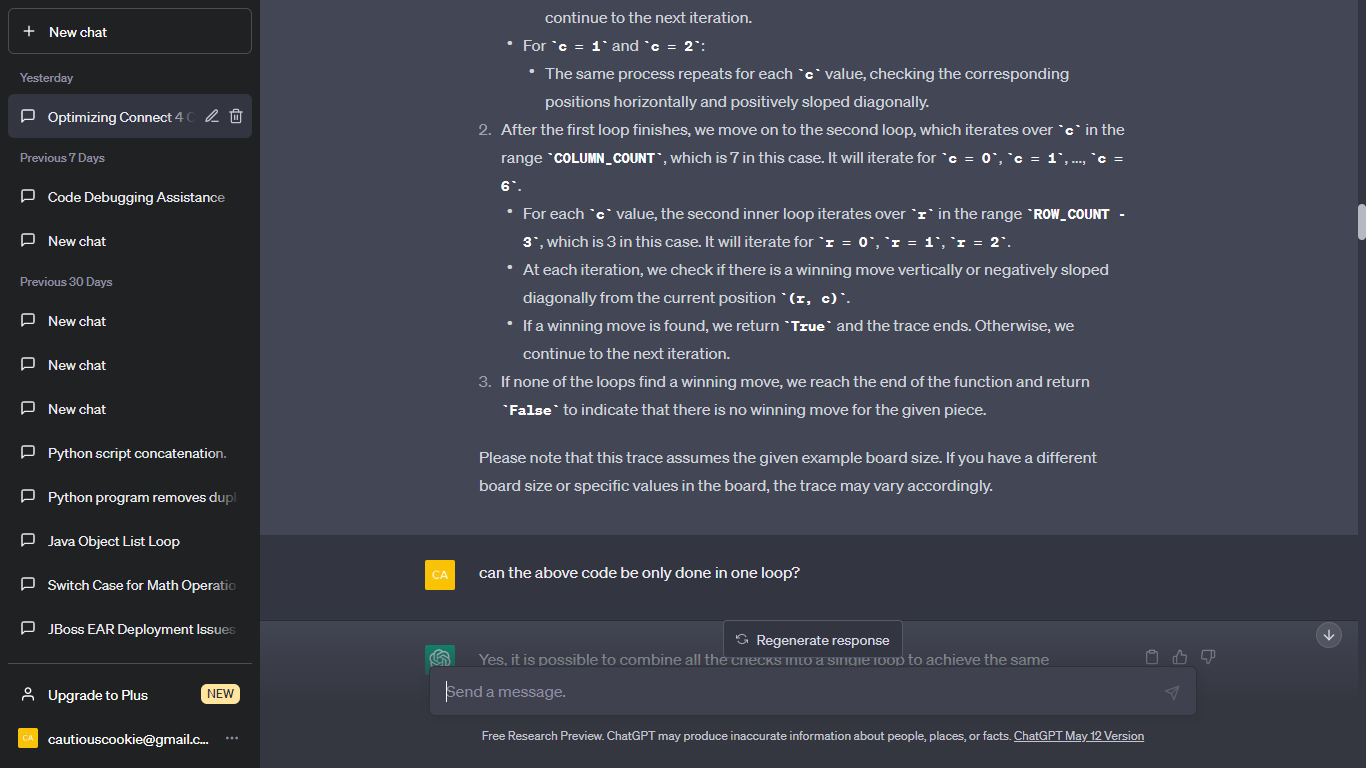 New chat
Yesterday
Optimizing Connect 4
Previous 7 Days
Code Debugging Assistance
New chat
Previous 30 Days
New chat
New chat
New chat
Python script concatenation.
Python program removes dupl
Java Object List Loop
Switch Case for Math Operatio
JBoss EAR Deployment Issues
Upgrade to Plus NEW
CA cautiouscookie@gmail.c... ...
continue to the next iteration.
• For `c = 1` and `c = 2`:
• The same process repeats for each `c` value, checking the corresponding
positions horizontally and positively sloped diagonally.
2. After the first loop finishes, we move on to the second loop, which iterates over `c` in the
range `COLUMN_COUNT`, which is 7 in this case. It will iterate for `c = 0`, `c = 1`, ..., `c =
6`.
• For each `c` value, the second inner loop iterates over `r` in the range `ROW_COUNT -
3`, which is 3 in this case. It will iterate for `r = 0`, `r = 1`, `r = 2`.
• At each iteration, we check if there is a winning move vertically or negatively sloped
diagonally from the current position `(r, c)`.
• If a winning move is found, we return `True` and the trace ends. Otherwise, we
continue to the next iteration.
3. If none of the loops find a winning move, we reach the end of the function and return
`False` to indicate that there is no winning move for the given piece.
Please note that this trace assumes the given example board size. If you have a different
board size or specific values in the board, the trace may vary accordingly.
CA can the above code be only done in one loop?
Regenerate response
Yes, it is possible to combine all the checks into a single loop to achieve the same
Send a message.
Free Research Preview. ChatGPT may produce inaccurate information about people, places, or facts. ChatGPT May 12 Version